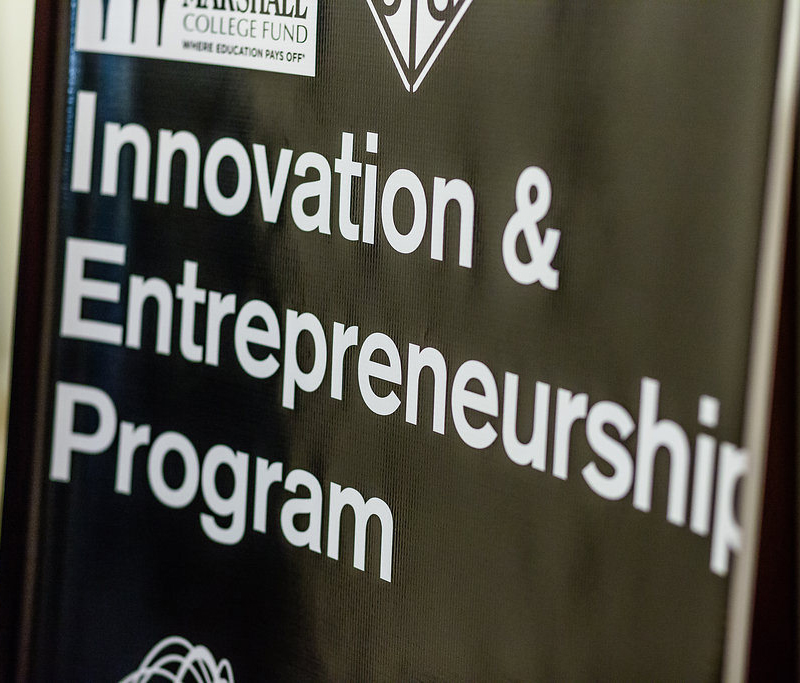 MARSHALL
COLLEGE FUND
WHERE EDUCATION PAYS OFF®
Innovation &
Entrepreneurship
Program